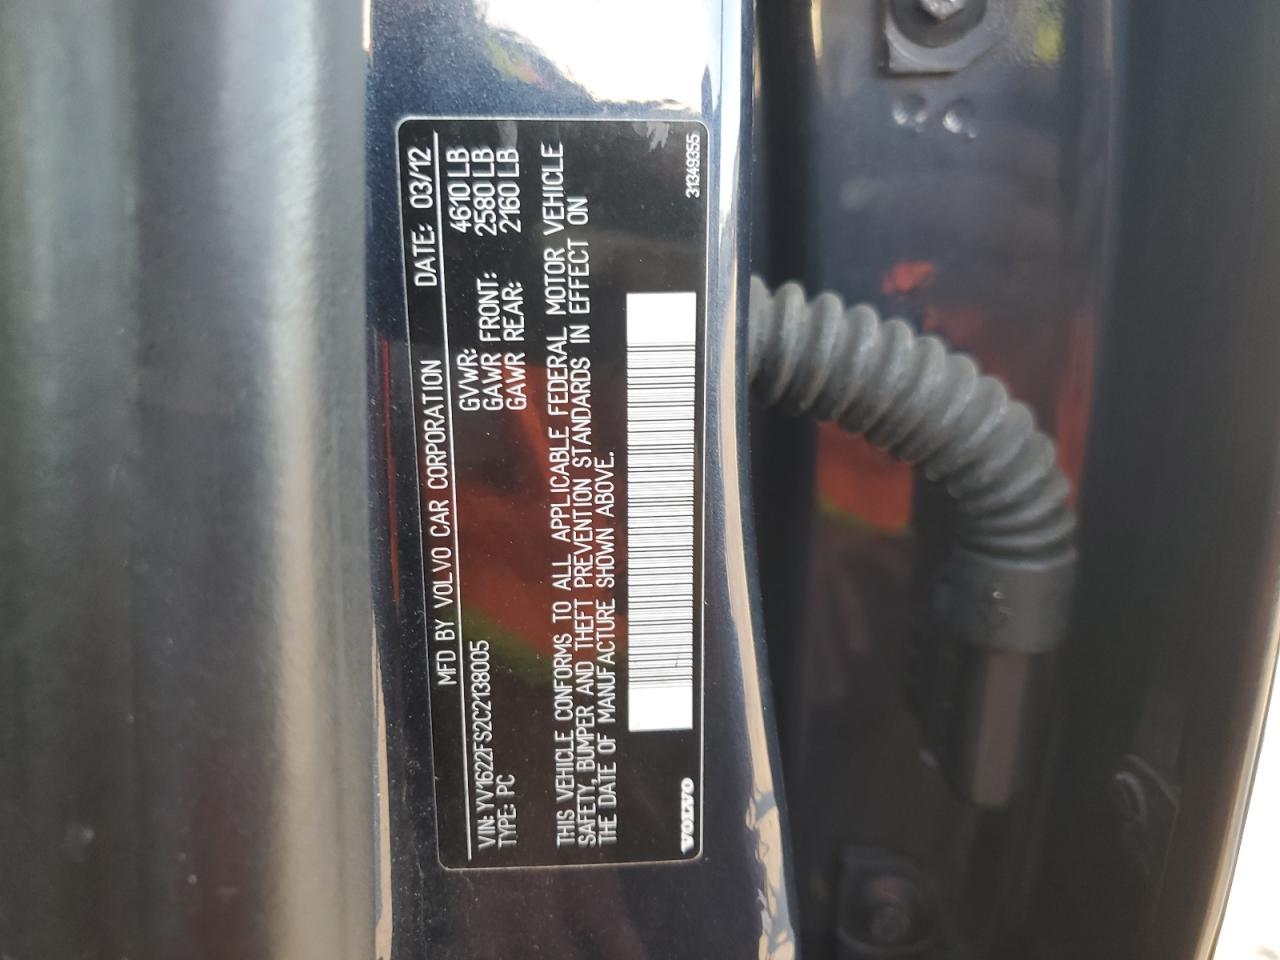 MFD BY VOLVO CAR CORPORATION DATE: 03/12
VIN: YV1622FS2C2138005 GVWR: 4610 LB
TYPE: PC GAWR FRONT: 2580 LB
GAWR REAR: 2160 LB
THIS VEHICLE CONFORMS TO ALL APPLICABLE FEDERAL MOTOR VEHICLE
SAFETY, BUMPER AND THEFT PREVENTION STANDARDS IN EFFECT ON
THE DATE OF MANUFACTURE SHOWN ABOVE.
VOLVO 31349355